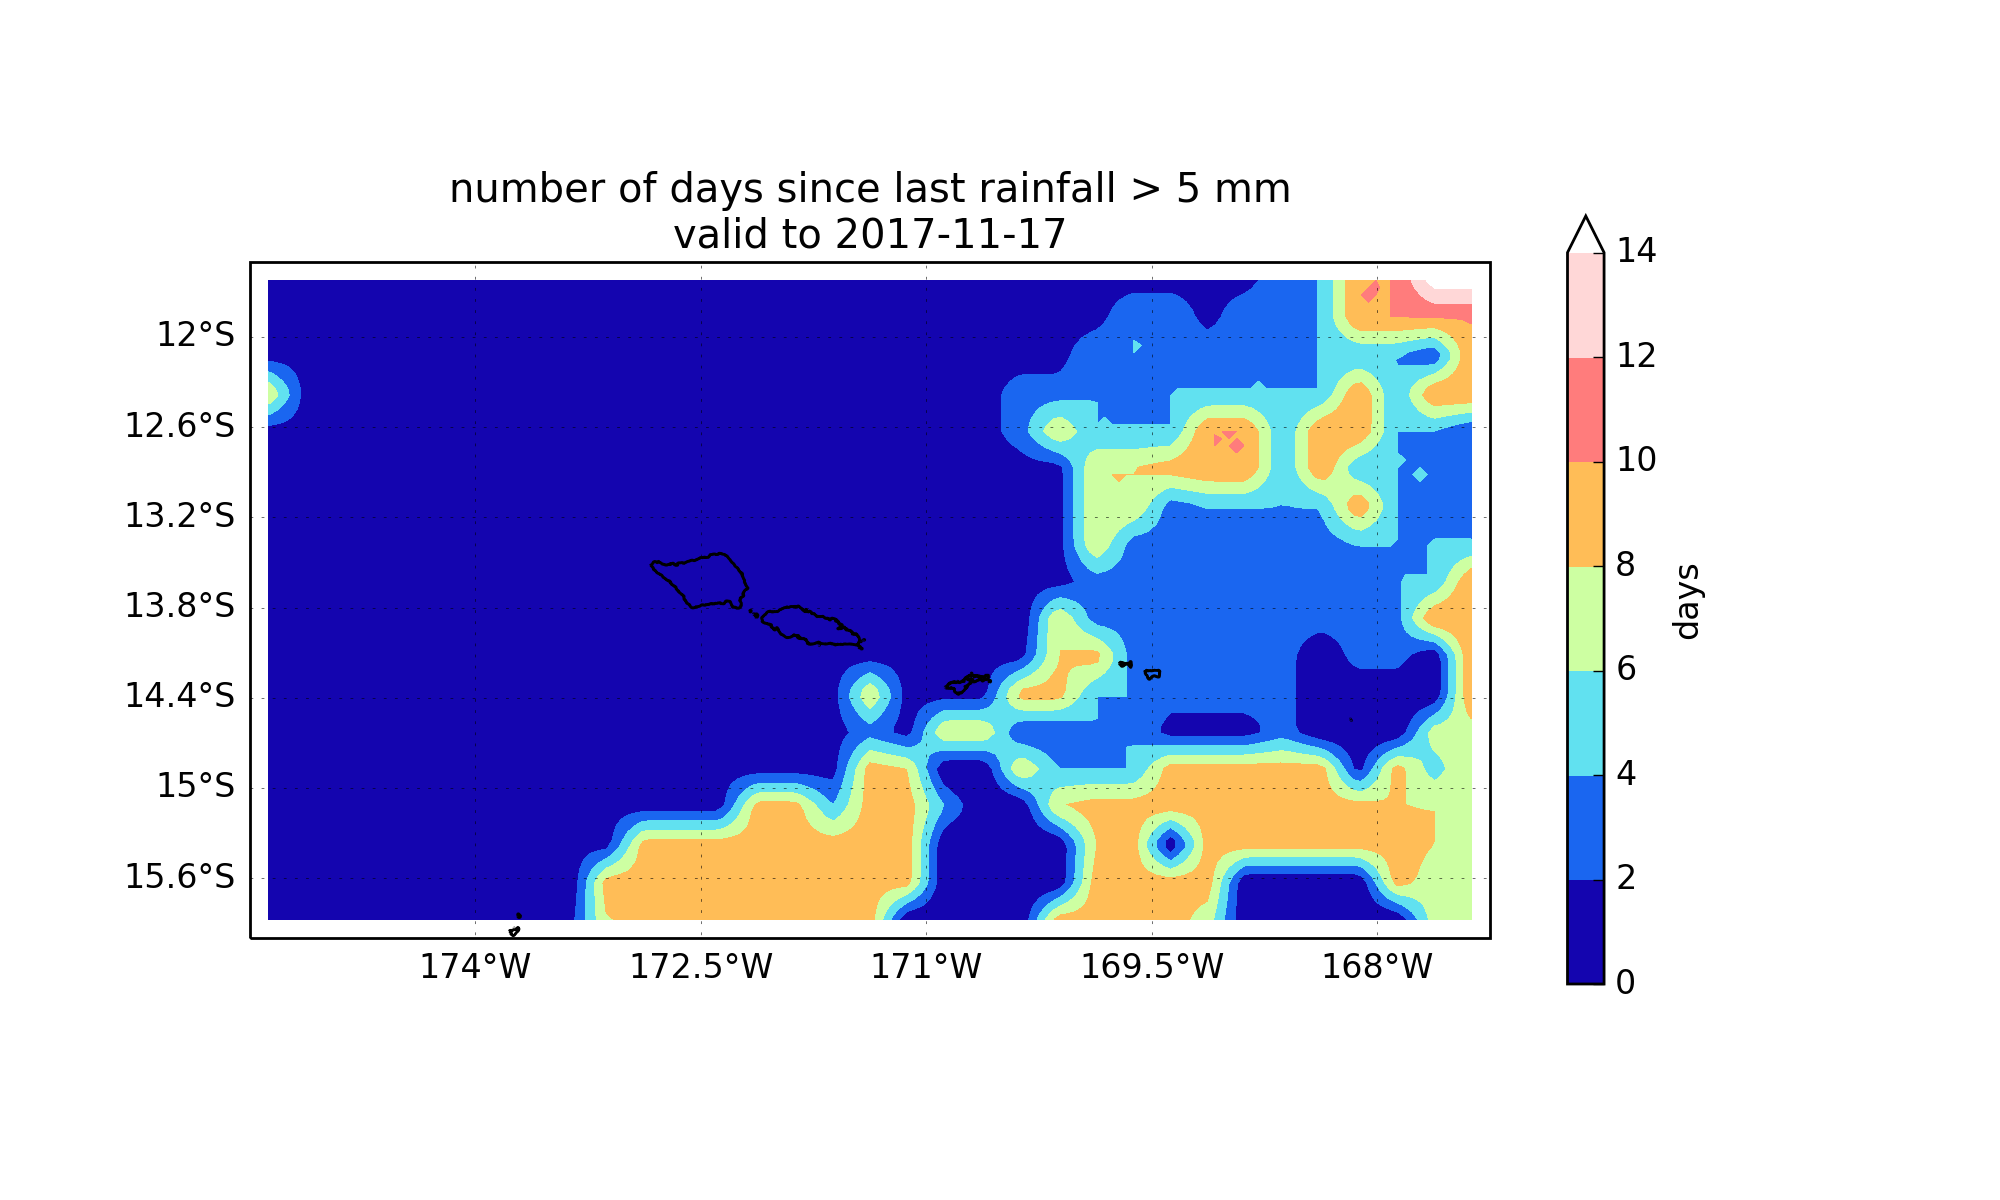 number of days since last rainfall > 5 mm
valid to 2017-11-17
12°S
12.6°S
13.2°S
13.8°S
14.4°S
15°S
15.6°S
174°W
172.5°W
171°W
169.5°W
168°W
14
12
10
8
6
4
2
0
days